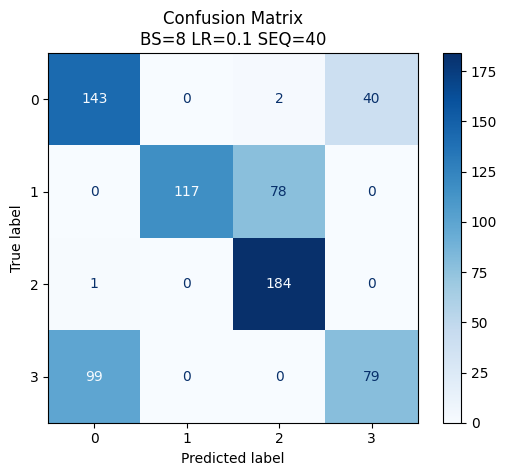 Confusion Matrix
BS=8 LR=0.1 SEQ=40
0 143 0 2 40
1 0 117 78 0
2 1 0 184 0
3 99 0 0 79
0 1 2 3
Predicted label
True label
175
150
125
100
75
50
25
0